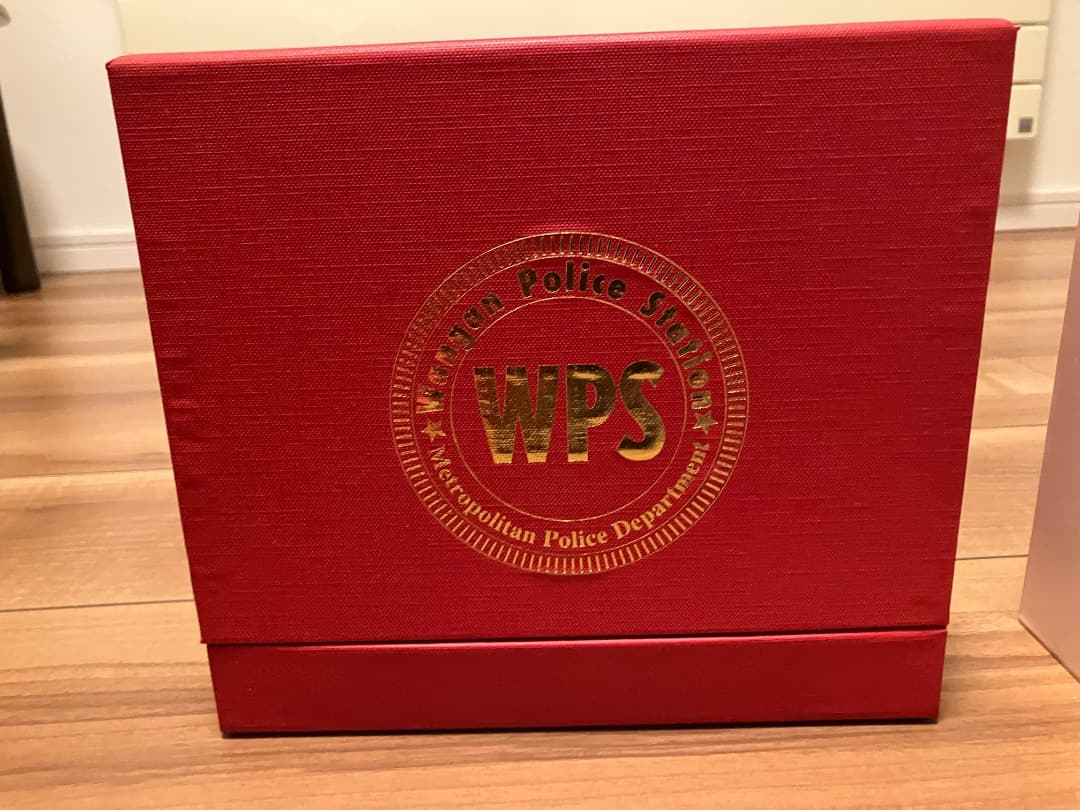 Wangan Police Station
WPS
Metropolitan Police Department